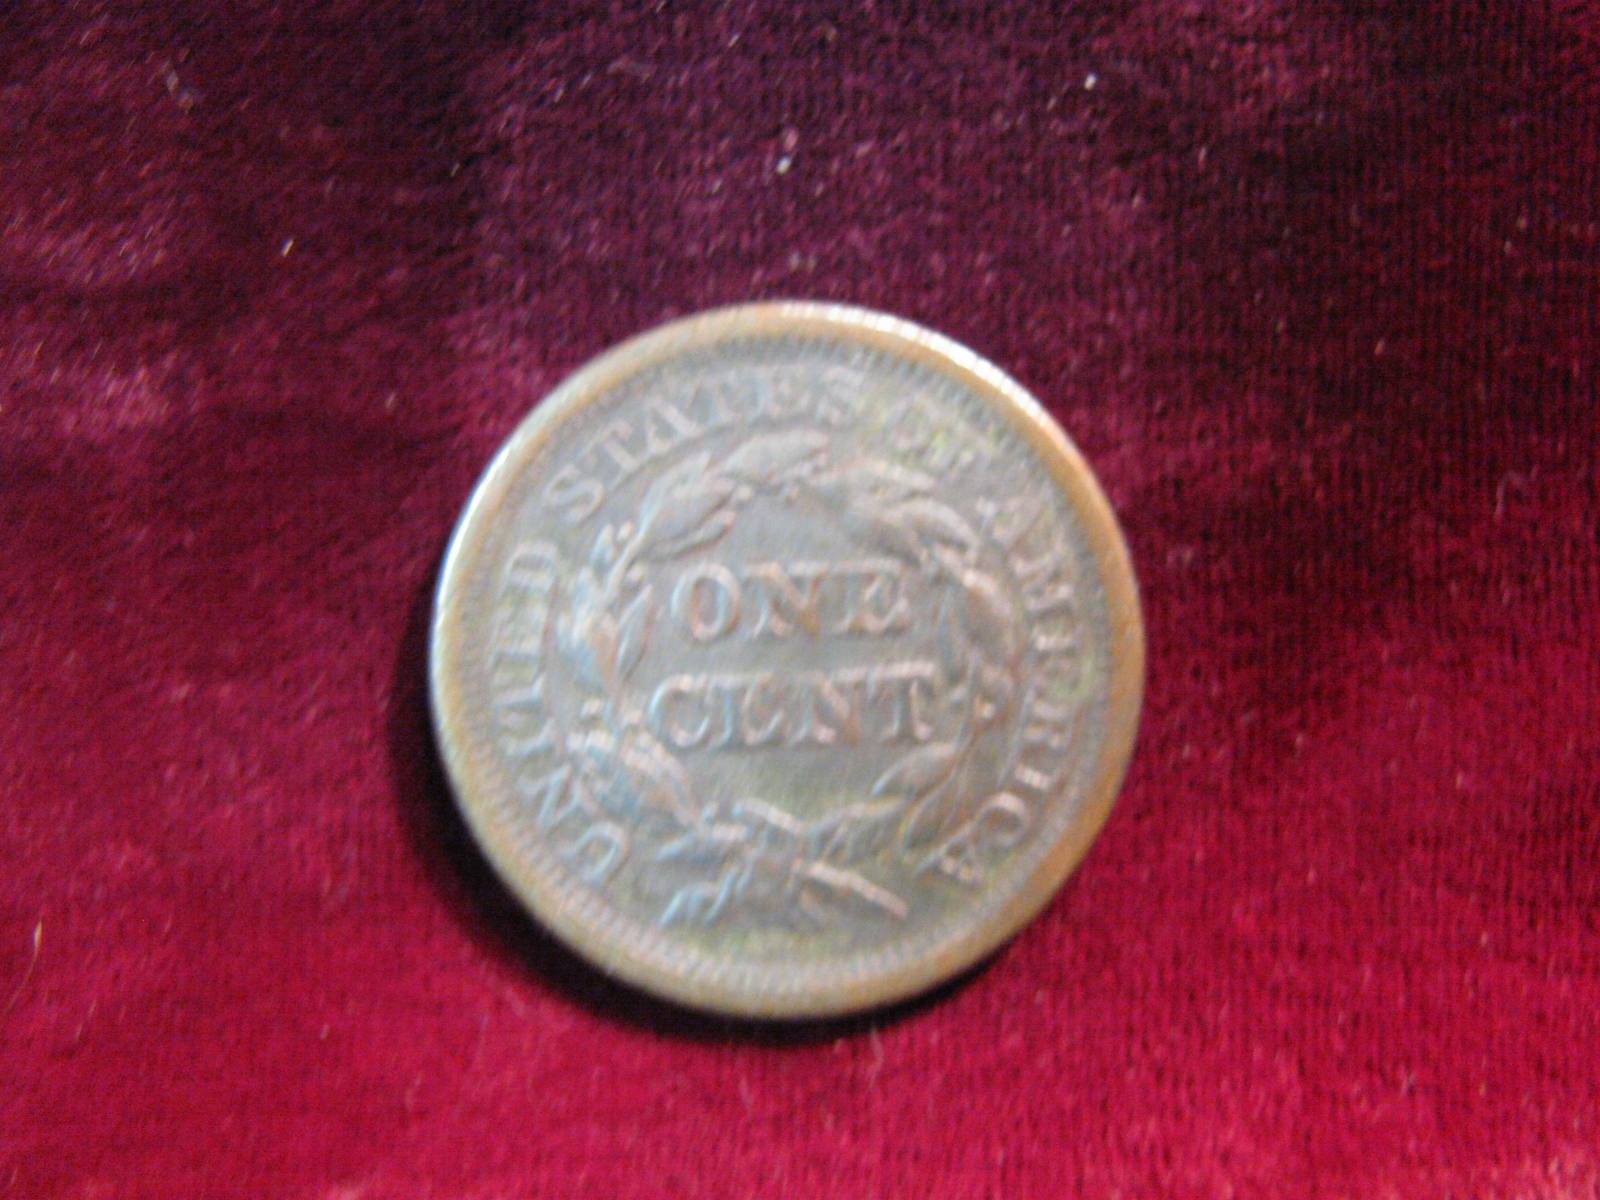 UNITED STATES OF AMERICA
ONE
CENT